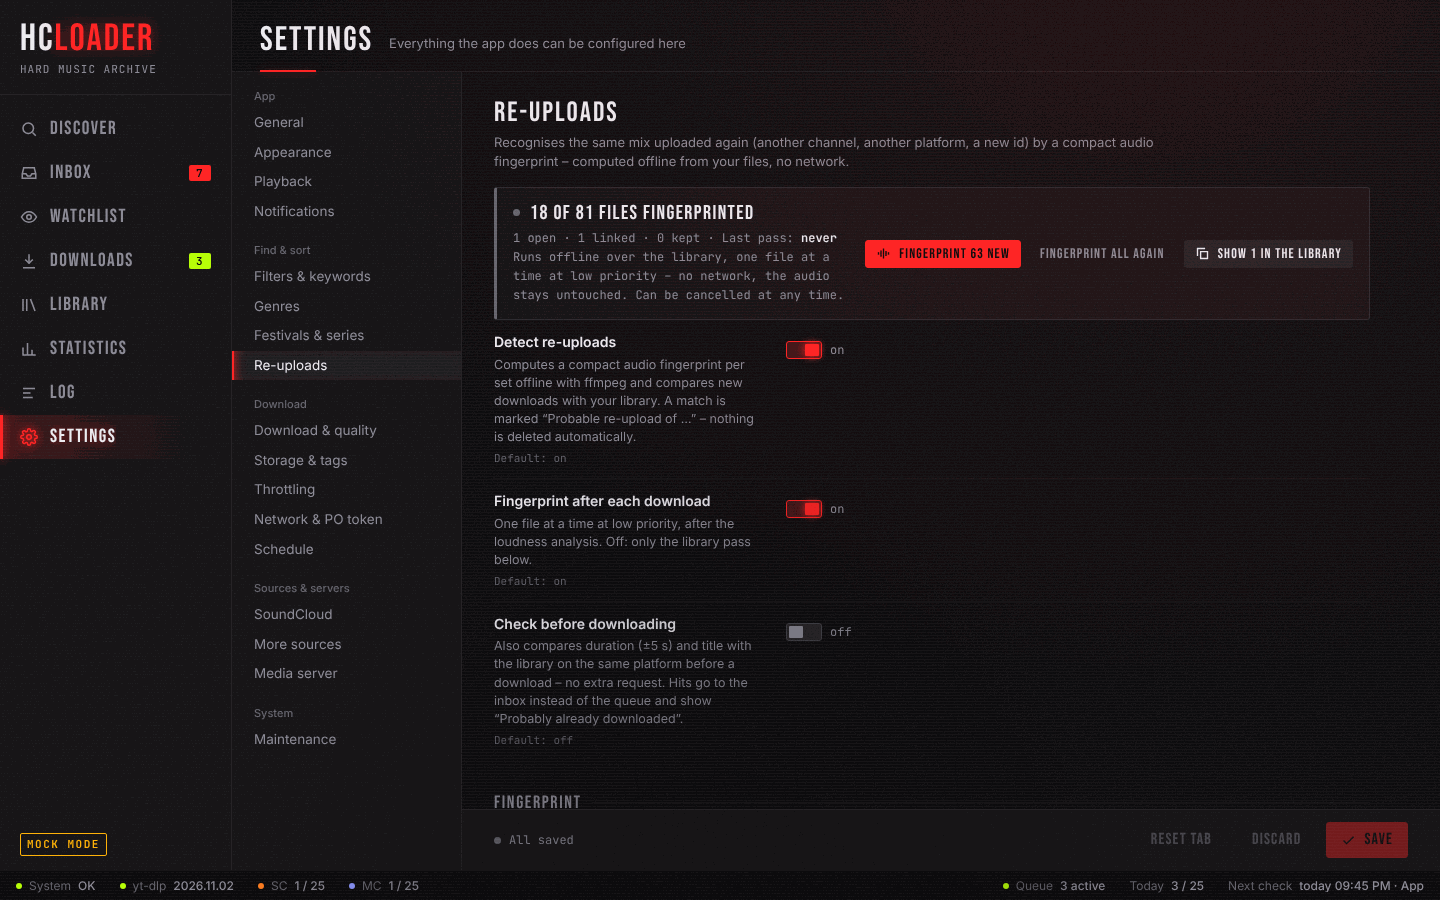 HCLOADER
HARD MUSIC ARCHIVE
DISCOVER
INBOX 7
WATCHLIST
DOWNLOADS 3
LIBRARY
STATISTICS
LOG
SETTINGS
MOCK MODE
SETTINGS Everything the app does can be configured here
App
General
Appearance
Playback
Notifications
Find & sort
Filters & keywords
Genres
Festivals & series
Re-uploads
Download
Download & quality
Storage & tags
Throttling
Network & PO token
Schedule
Sources & servers
SoundCloud
More sources
Media server
System
Maintenance
RE-UPLOADS
Recognises the same mix uploaded again (another channel, another platform, a new id) by a compact audio
fingerprint – computed offline from your files, no network.
18 OF 81 FILES FINGERPRINTED
1 open · 1 linked · 0 kept · Last pass: never
Runs offline over the library, one file at a
time at low priority – no network, the audio
stays untouched. Can be cancelled at any time.
FINGERPRINT 63 NEW
FINGERPRINT ALL AGAIN
SHOW 1 IN THE LIBRARY
Detect re-uploads
on
Computes a compact audio fingerprint per
set offline with ffmpeg and compares new
downloads with your library. A match is
marked “Probable re-upload of …” – nothing
is deleted automatically.
Default: on
Fingerprint after each download
on
One file at a time at low priority, after the
loudness analysis. Off: only the library pass
below.
Default: on
Check before downloading
off
Also compares duration (±5 s) and title with
the library on the same platform before a
download – no extra request. Hits go to the
inbox instead of the queue and show
“Probably already downloaded”.
Default: off
FINGERPRINT
All saved
RESET TAB
DISCARD
SAVE
System OK yt-dlp 2026.11.02 SC 1 / 25 MC 1 / 25 Queue 3 active Today 3 / 25 Next check today 09:45 PM · App